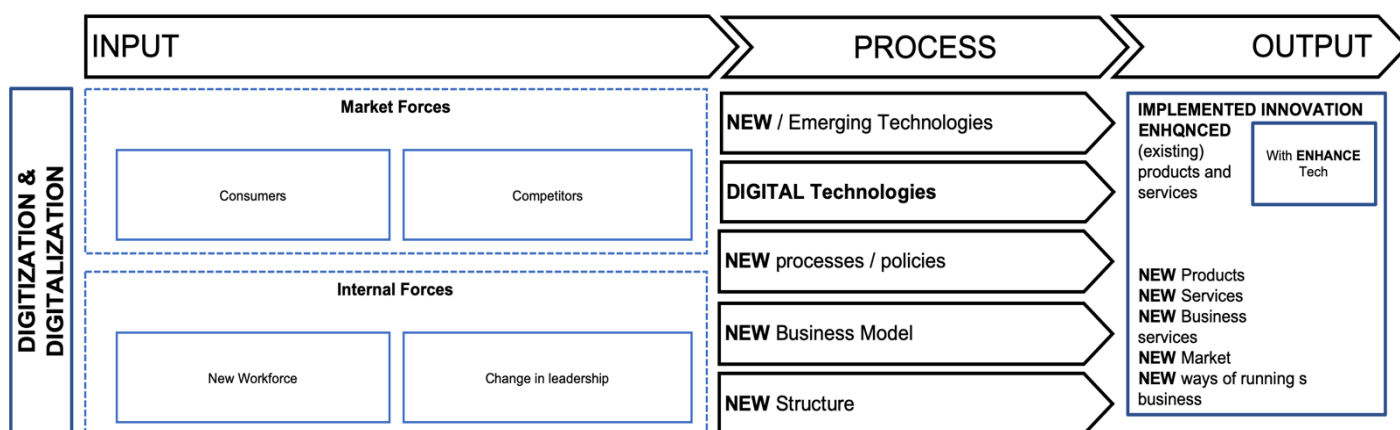 INPUT
PROCESS
OUTPUT
DIGITIZATION &
DIGITALIZATION
Market Forces
Consumers
Competitors
Internal Forces
New Workforce
Change in leadership
NEW / Emerging Technologies
DIGITAL Technologies
NEW processes / policies
NEW Business Model
NEW Structure
IMPLEMENTED INNOVATION
ENHQNCED
(existing)
products and
services
With ENHANCE
Tech
NEW Products
NEW Services
NEW Business
services
NEW Market
NEW ways of running s
business